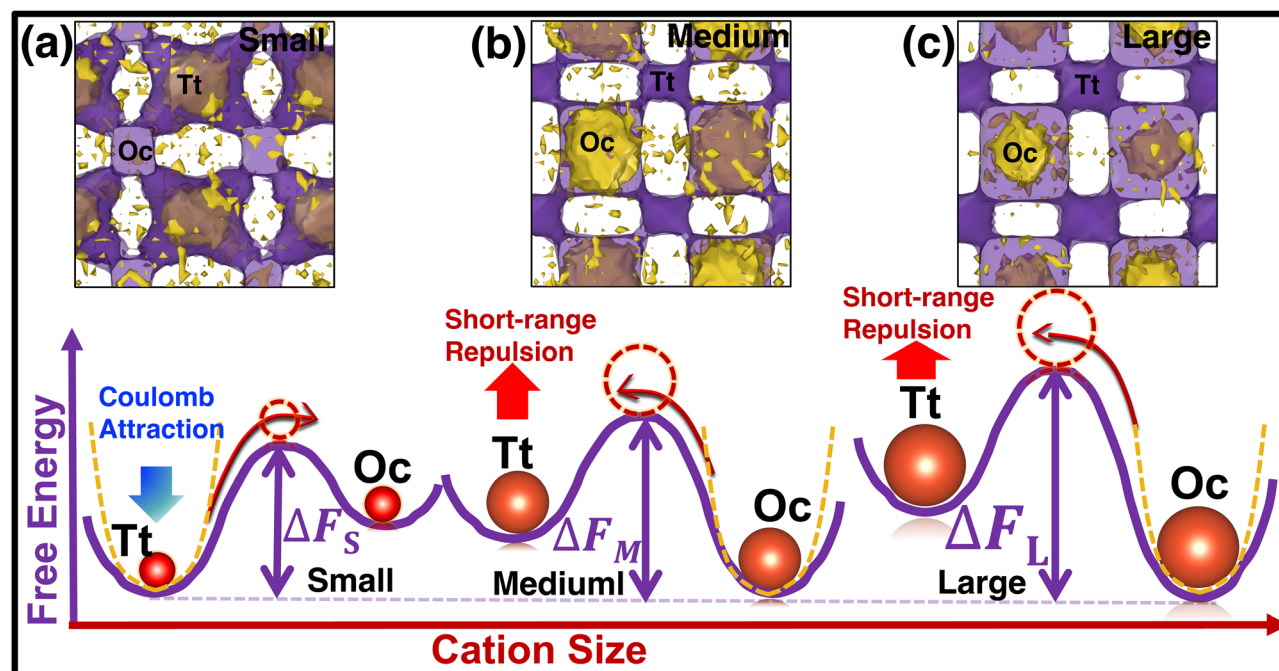 (a)
Small
Tt
Oc
(b)
Medium
Tt
Oc
(c)
Large
Tt
Oc
Free Energy
Coulomb
Attraction
Tt
ΔF_S
Oc
Small
Short-range
Repulsion
Tt
ΔF_M
Oc
Mediuml
Short-range
Repulsion
Tt
ΔF_L
Oc
Large
Cation Size